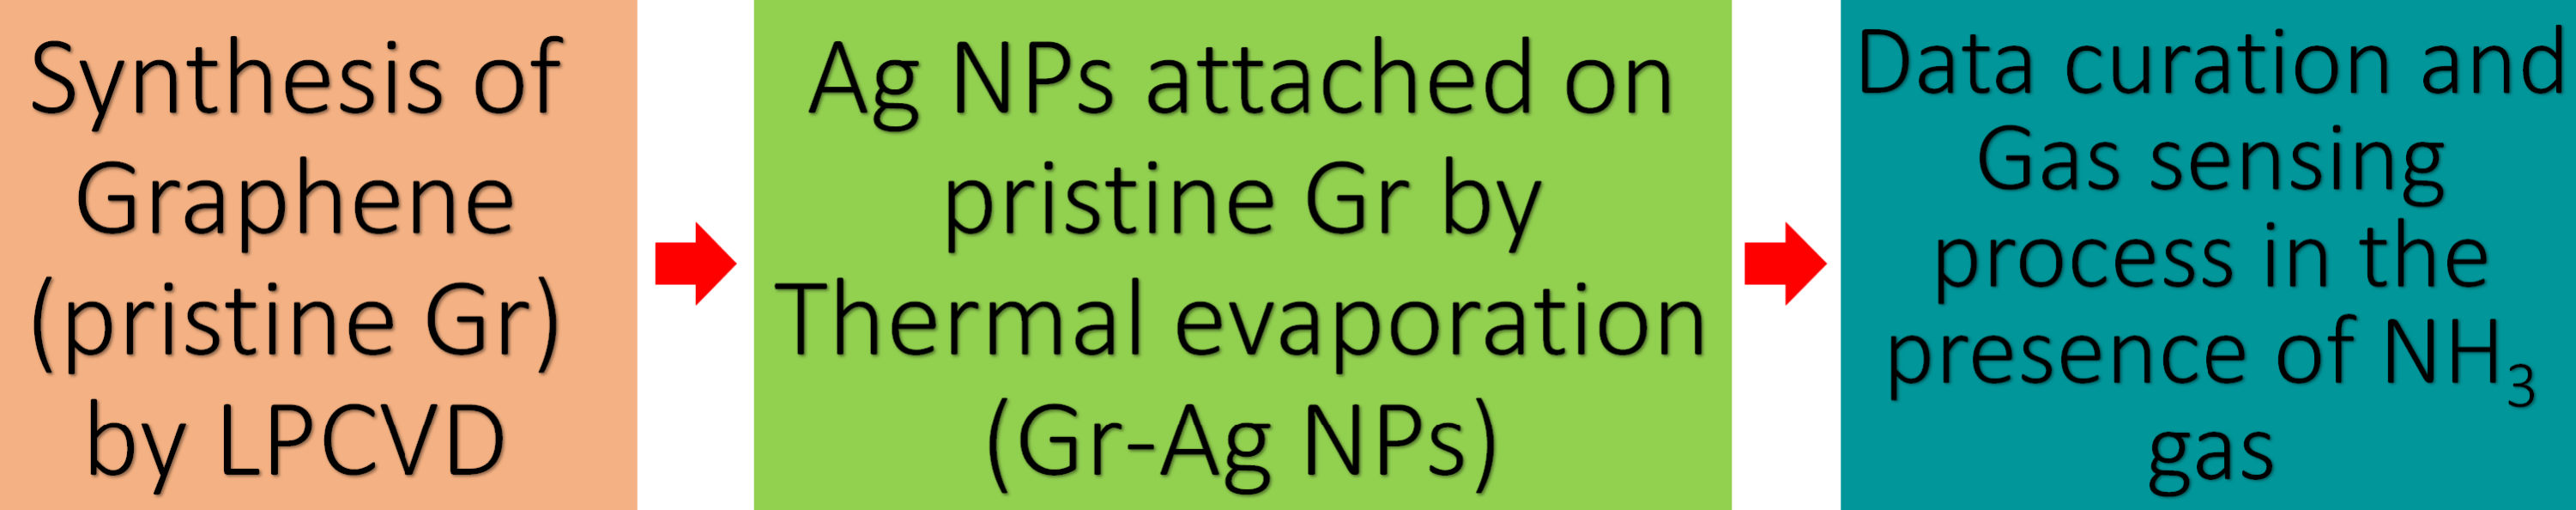 Synthesis of
Graphene
(pristine Gr)
by LPCVD
Ag NPs attached on
pristine Gr by
Thermal evaporation
(Gr-Ag NPs)
Data curation and
Gas sensing
process in the
presence of NH₃
gas